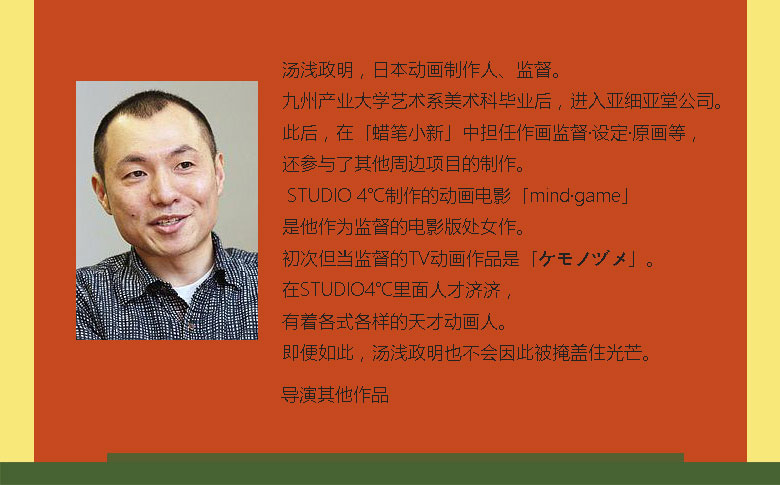 汤浅政明，日本动画制作人、监督。
九州产业大学艺术系美术科毕业后，进入亚细亚堂公司。
此后，在「蜡笔小新」中担任作画监督·设定·原画等，
还参与了其他周边项目的制作。
STUDIO 4℃制作的动画电影「mind·game」
是他作为监督的电影版处女作。
初次但当监督的TV动画作品是「ケモノヅメ」。
在STUDIO4℃里面人才济济，
有着各式各样的天才动画人。
即便如此，汤浅政明也不会因此被掩盖住光芒。
导演其他作品